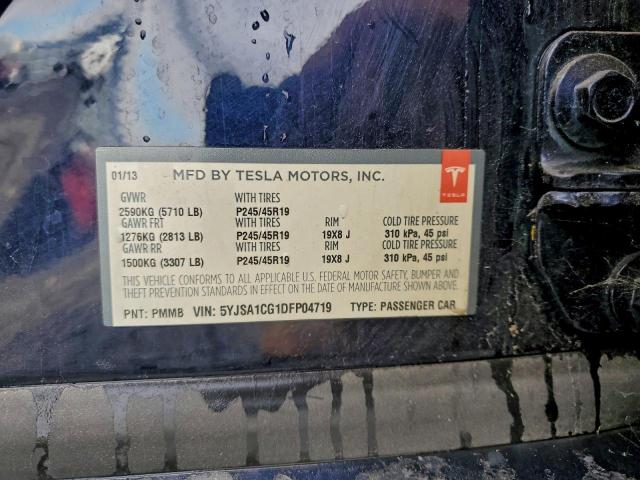 01/13 MFD BY TESLA MOTORS, INC.
TESLA
GVWR WITH TIRES
2590KG (5710 LB) P245/45R19
GAWR FRT WITH TIRES RIM COLD TIRE PRESSURE
1276KG (2813 LB) P245/45R19 19X8 J 310 kPa, 45 psi
GAWR RR WITH TIRES RIM COLD TIRE PRESSURE
1500KG (3307 LB) P245/45R19 19X8 J 310 kPa, 45 psi
THIS VEHICLE CONFORMS TO ALL APPLICABLE U.S. FEDERAL MOTOR SAFETY, BUMPER AND
THEFT PREVENTION STANDARDS IN EFFECT ON THE DATE OF MANUFACTURE SHOWN ABOVE.
PNT: PMMB VIN: 5YJSA1CG1DFP04719 TYPE: PASSENGER CAR